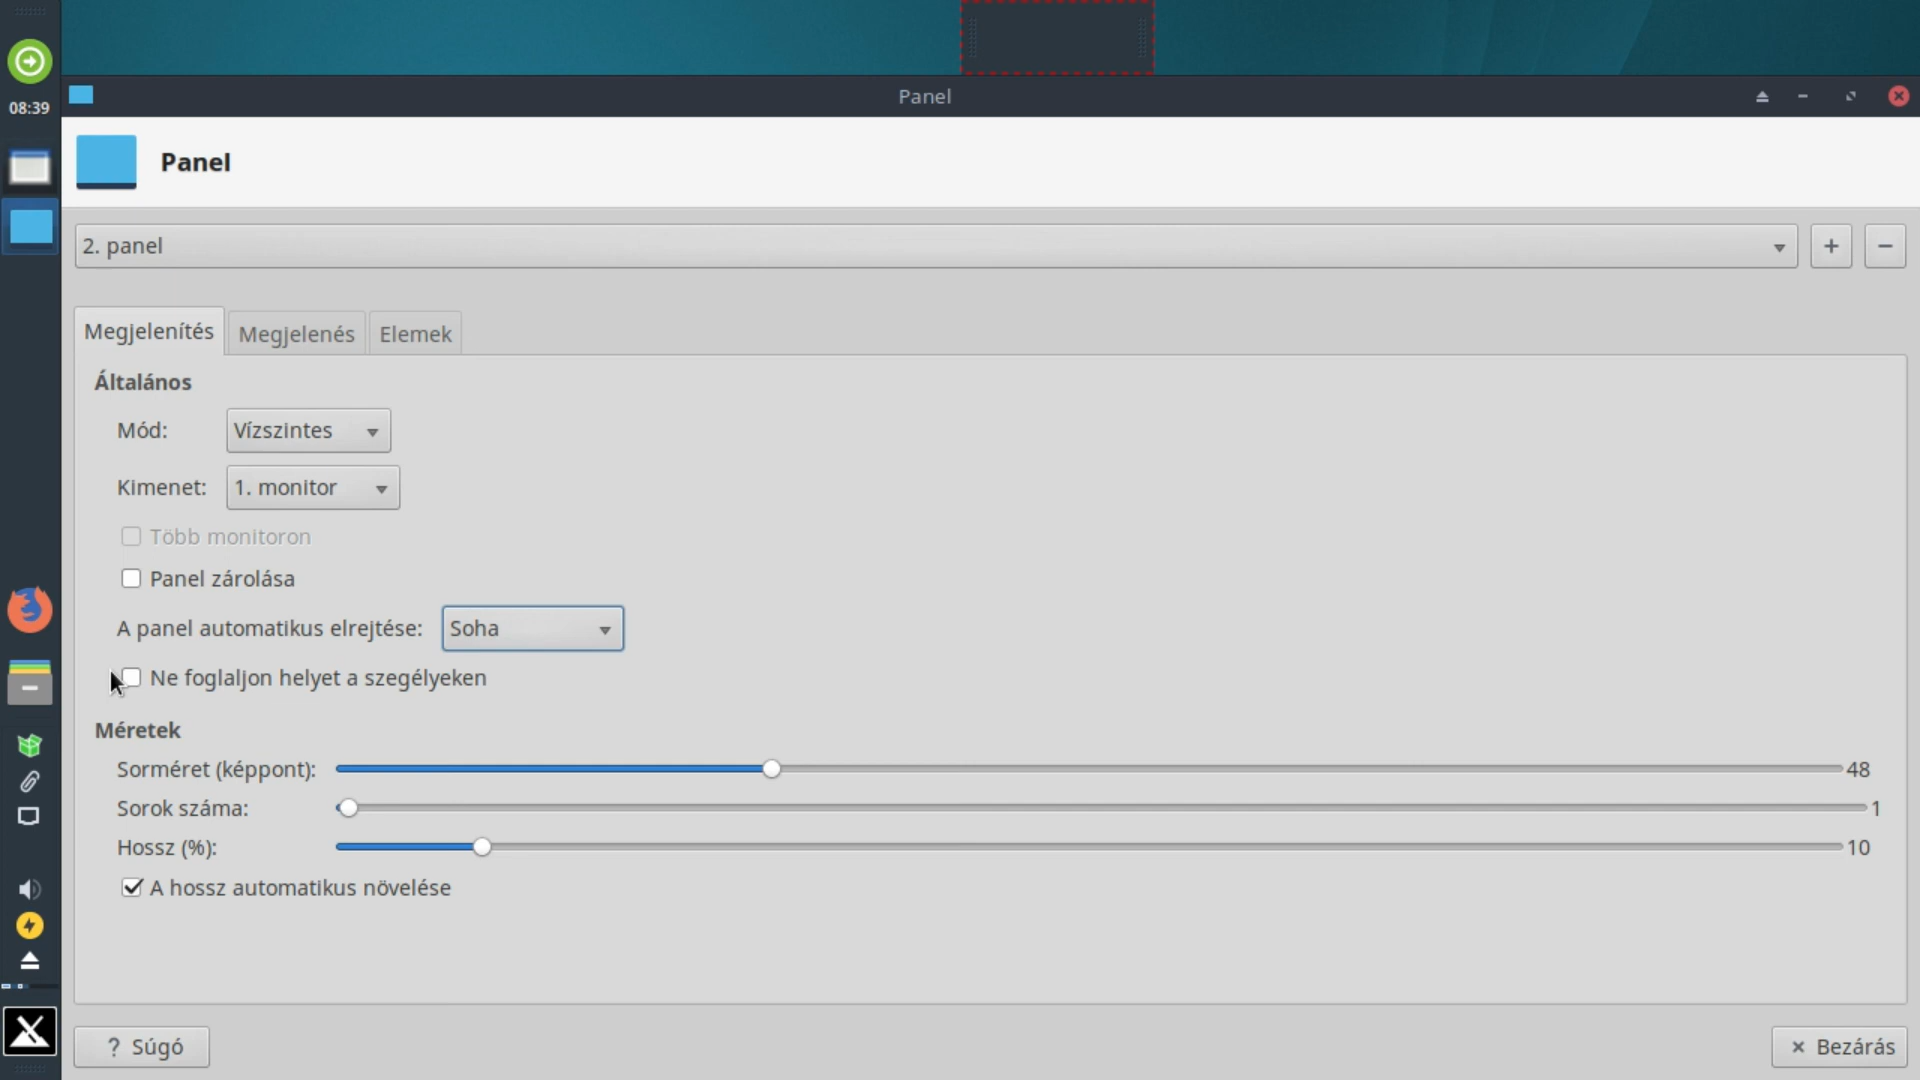 08:39
Panel
Panel
2. panel
+
−
Megjelenítés
Megjelenés
Elemek
Általános
Mód:
Vízszintes
Kimenet:
1. monitor
Több monitoron
Panel zárolása
A panel automatikus elrejtése:
Soha
Ne foglaljon helyet a szegélyeken
Méretek
Sorméret (képpont):
48
Sorok száma:
1
Hossz (%):
10
A hossz automatikus növelése
? Súgó
× Bezárás